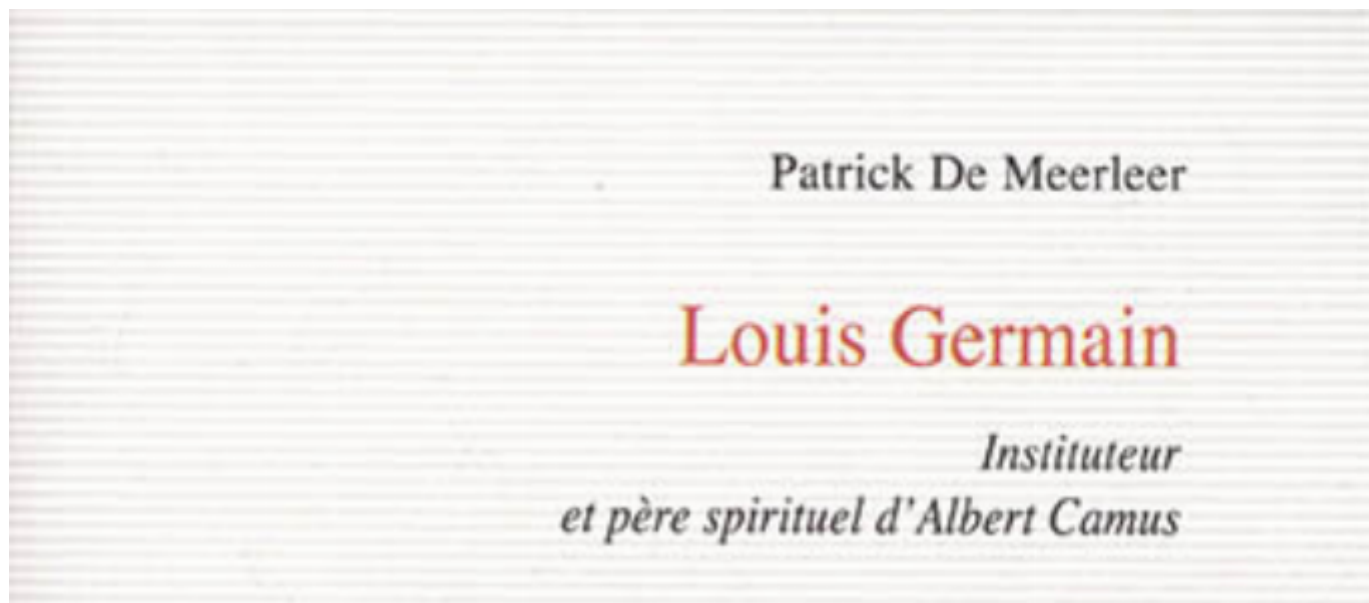 Patrick De Meerleer
Louis Germain
Instituteur
et père spirituel d'Albert Camus